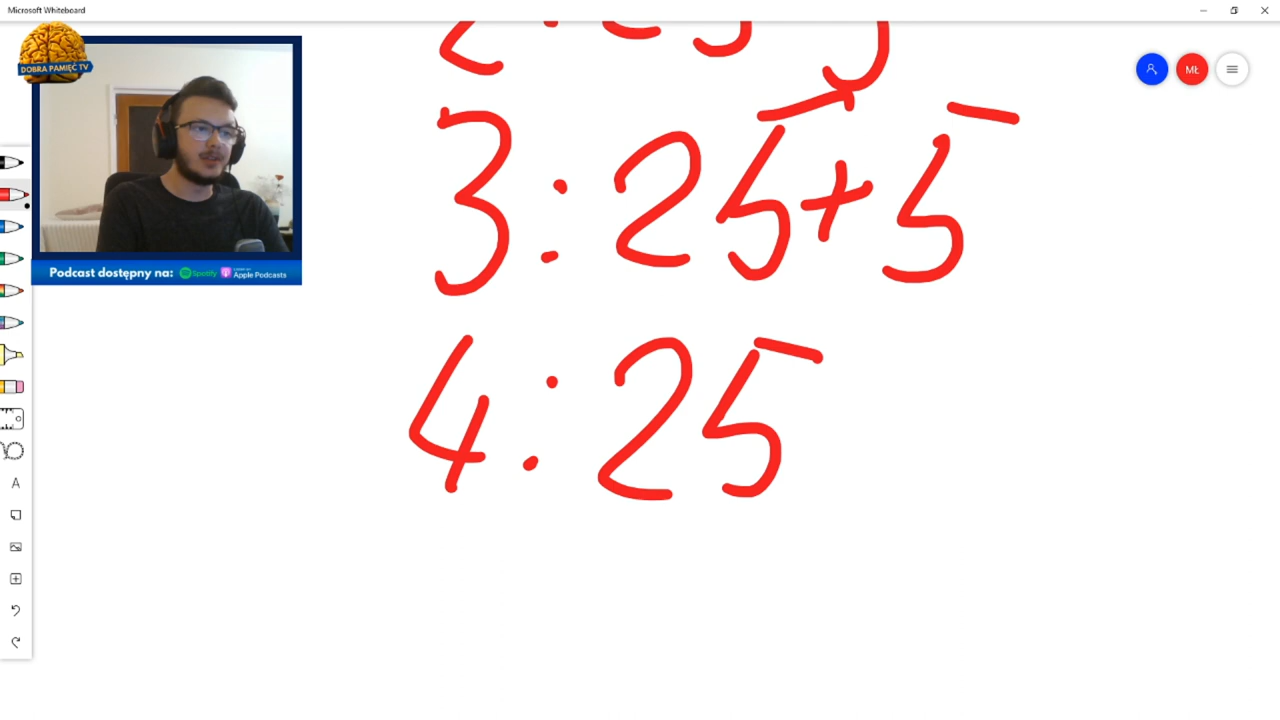 Microsoft Whiteboard
DOBRA PAMIĘĆ TV
MŁ
3: 25+5
4: 25
Podcast dostępny na: Spotify Apple Podcasts
A